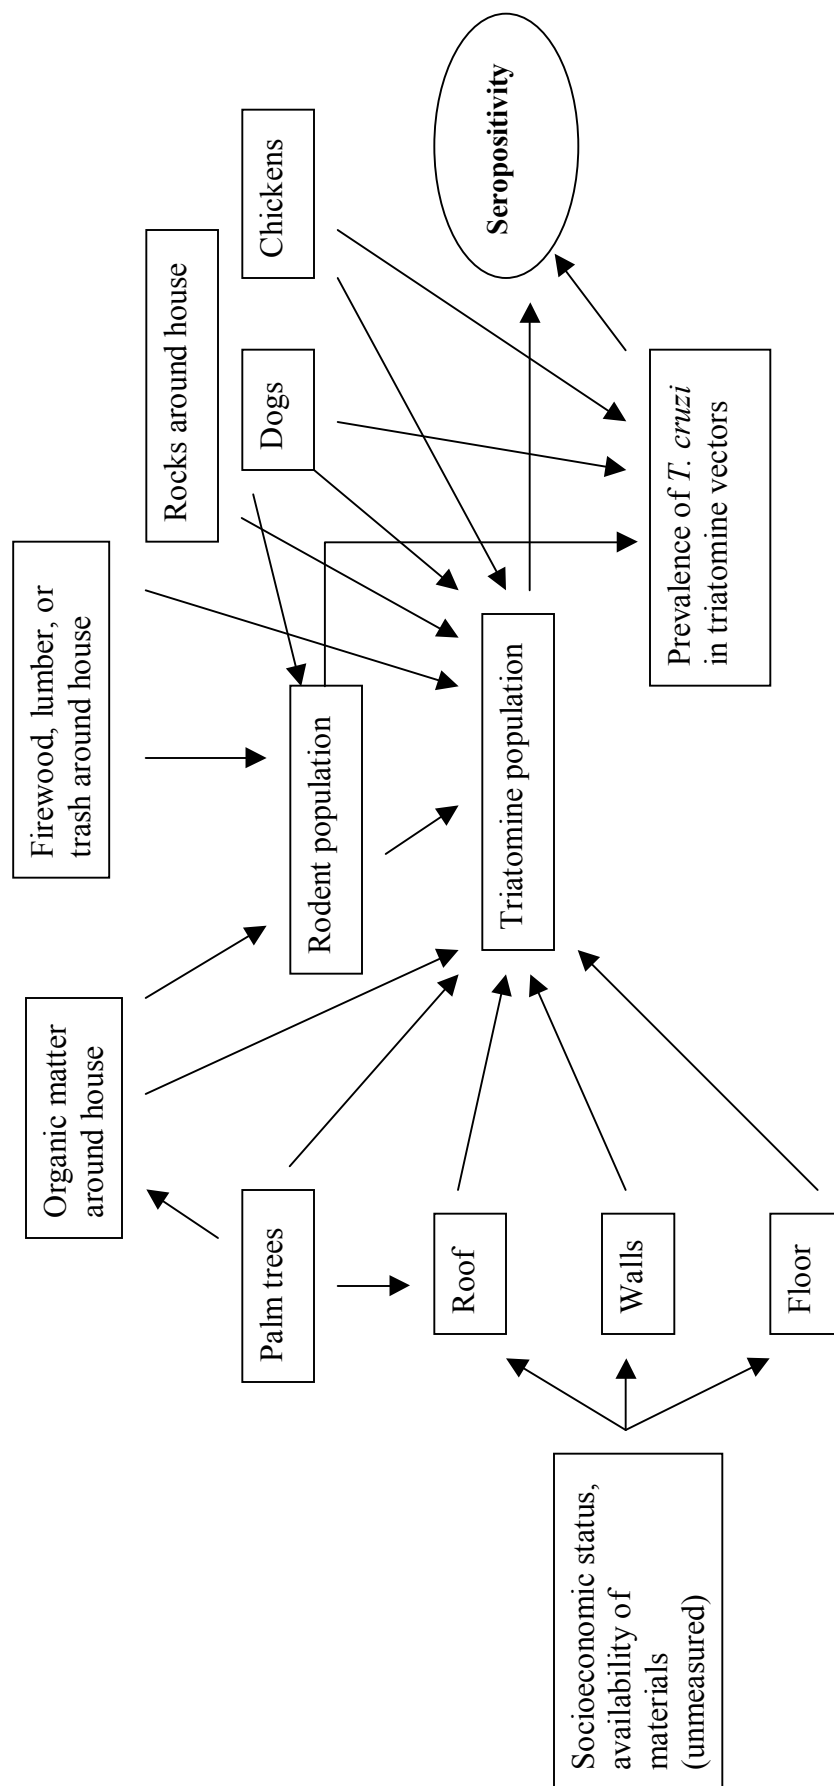 Firewood, lumber, or
trash around house
Organic matter
around house
Rocks around house
Palm trees
Dogs
Chickens
Rodent population
Roof
Triatomine population
Seropositivity
Walls
Socioeconomic status,
availability of
materials
(unmeasured)
Prevalence of T. cruzi
in triatomine vectors
Floor